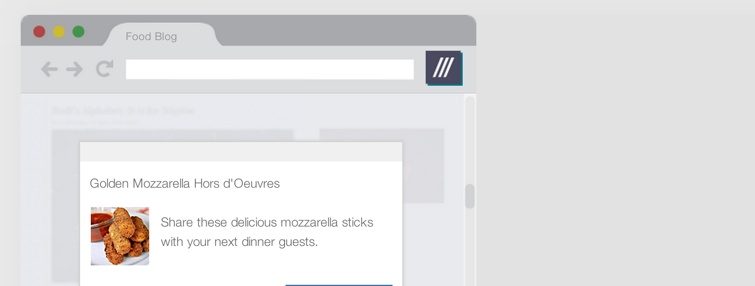 Food Blog
Golden Mozzarella Hors d'Oeuvres
Share these delicious mozzarella sticks
with your next dinner guests.